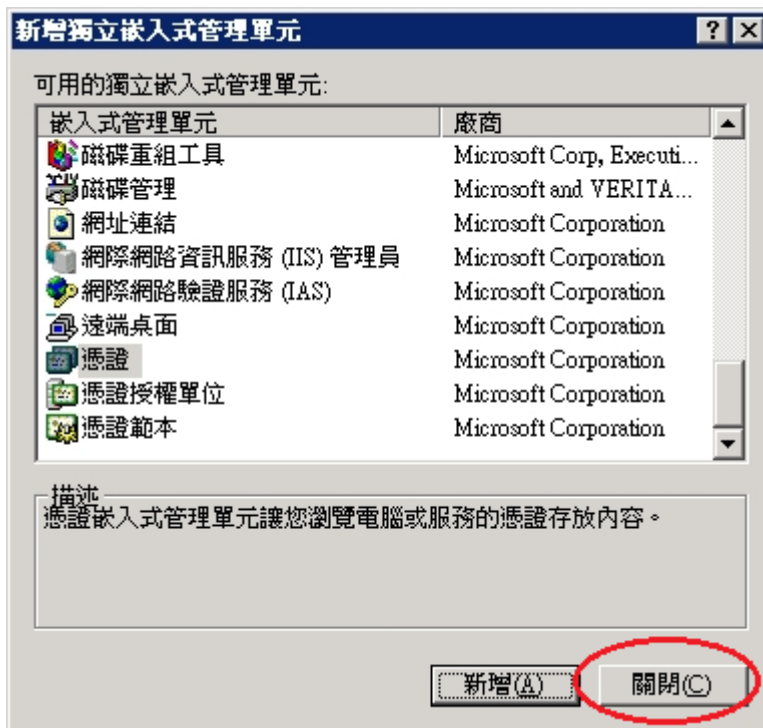 新增獨立嵌入式管理單元
可用的獨立嵌入式管理單元:
嵌入式管理單元 廠商
磁碟重組工具 Microsoft Corp, Executi...
磁碟管理 Microsoft and VERITA...
網址連結 Microsoft Corporation
網際網路資訊服務 (IIS) 管理員 Microsoft Corporation
網際網路驗證服務 (IAS) Microsoft Corporation
遠端桌面 Microsoft Corporation
憑證 Microsoft Corporation
憑證授權單位 Microsoft Corporation
憑證範本 Microsoft Corporation
描述
憑證嵌入式管理單元讓您瀏覽電腦或服務的憑證存放內容。
新增(A) 關閉(C)